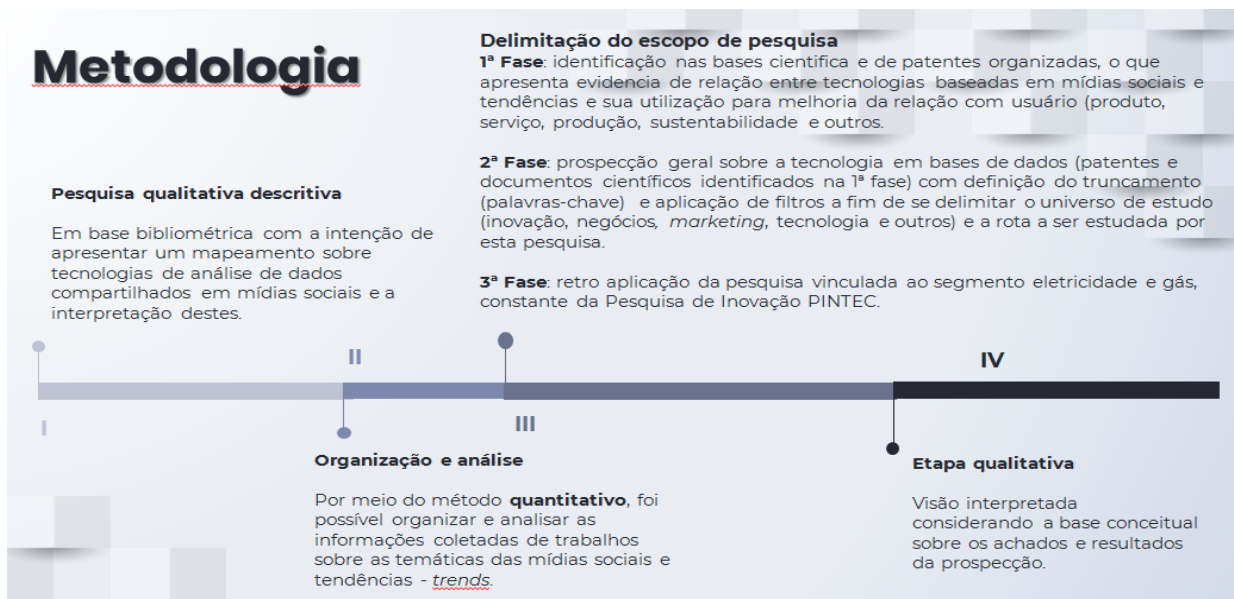 Metodologia
Pesquisa qualitativa descritiva
Em base bibliométrica com a intenção de
apresentar um mapeamento sobre
tecnologias de análise de dados
compartilhados em mídias sociais e a
interpretação destes.
I
II
Organização e análise
Por meio do método quantitativo, foi
possível organizar e analisar as
informações coletadas de trabalhos
sobre as temáticas das mídias sociais e
tendências - trends.
Delimitação do escopo de pesquisa
1ª Fase: identificação nas bases cientifica e de patentes organizadas, o que
apresenta evidencia de relação entre tecnologias baseadas em mídias sociais e
tendências e sua utilização para melhoria da relação com usuário (produto,
serviço, produção, sustentabilidade e outros.
2ª Fase: prospecção geral sobre a tecnologia em bases de dados (patentes e
documentos científicos identificados na 1ª fase) com definição do truncamento
(palavras-chave) e aplicação de filtros a fim de se delimitar o universo de estudo
(inovação, negócios, marketing, tecnologia e outros) e a rota a ser estudada por
esta pesquisa.
3ª Fase: retro aplicação da pesquisa vinculada ao segmento eletricidade e gás,
constante da Pesquisa de Inovação PINTEC.
III
IV
Etapa qualitativa
Visão interpretada
considerando a base conceitual
sobre os achados e resultados
da prospecção.